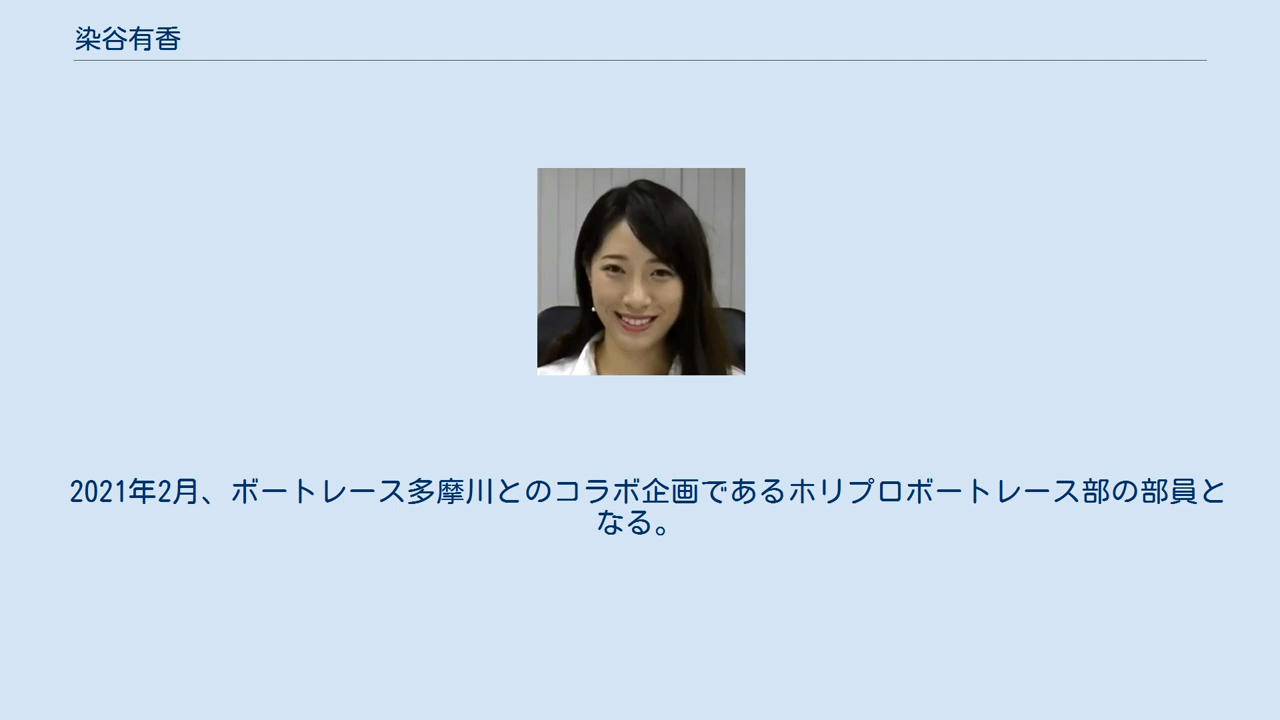 染谷有香
2021年2月、ボートレース多摩川とのコラボ企画であるホリプロボートレース部の部員と
なる。